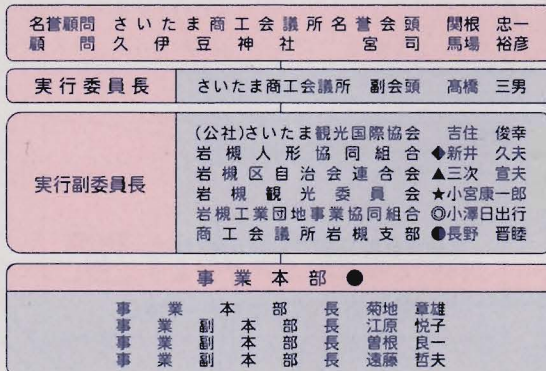 名誉顧問 さいたま商工会議所名誉会頭 関根 忠一
顧問 久伊豆神社 宮司 馬場 裕彦
実行委員長 さいたま商工会議所 副会頭 高橋 三男
実行副委員長
(公社)さいたま観光国際協会 吉住 俊幸
岩槻人形協同組合 ◆新井 久夫
岩槻区自治会連合会 ▲三次 宣夫
岩槻観光委員会 ★小宮康一郎
岩槻工業団地事業協同組合 ◎小澤日出行
商工会議所岩槻支部 ●長野 晋睦
事業本部 ●
事業本部長 菊地 章雄
事業副本部長 江原 悦子
事業副本部長 曽根 良一
事業副本部長 遠藤 哲夫